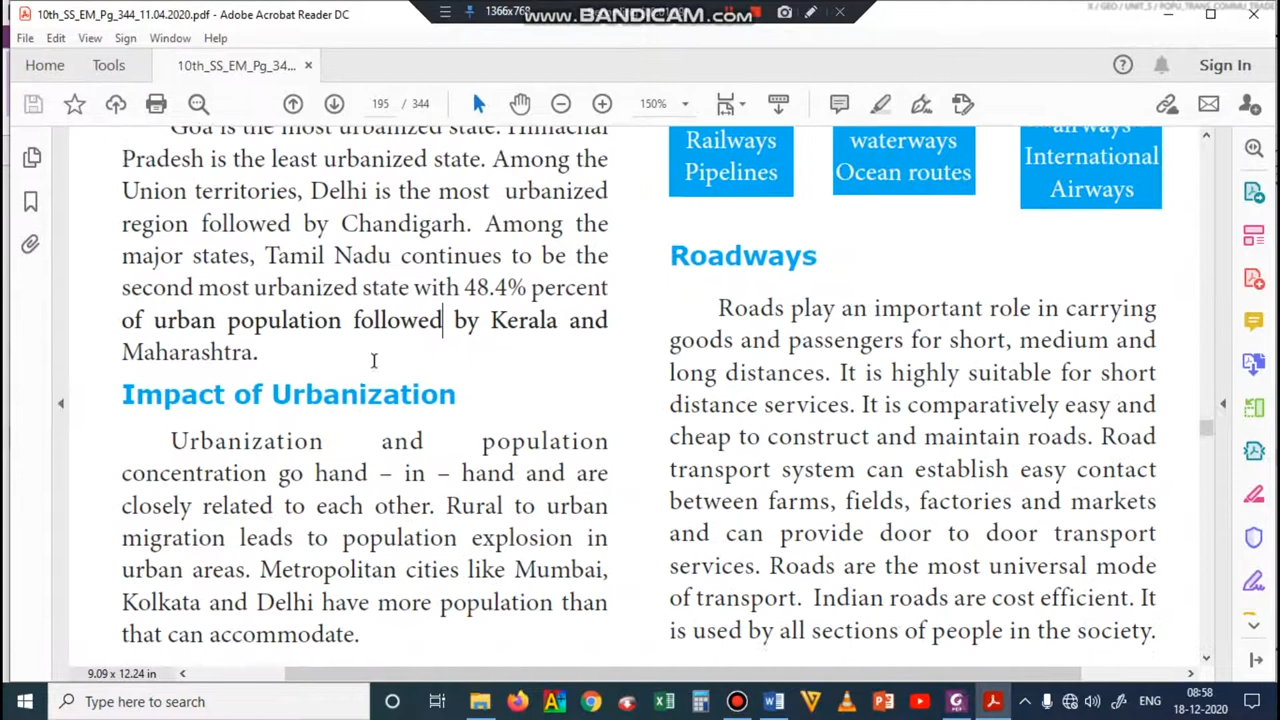 10th_SS_EM_Pg_344_11.04.2020.pdf - Adobe Acrobat Reader DC
1366x768
www.BANDICAM.com
X / GEO / UNIT_5 / POPU_TRANS_COMMU_TRADE
File Edit View Sign Window Help
Home Tools 10th_SS_EM_Pg_34... × Sign In
195 / 344 150%
Goa is the most urbanized state. Himachal
Pradesh is the least urbanized state. Among the
Union territories, Delhi is the most urbanized
region followed by Chandigarh. Among the
major states, Tamil Nadu continues to be the
second most urbanized state with 48.4% percent
of urban population followed by Kerala and
Maharashtra.
Impact of Urbanization
Urbanization and population
concentration go hand – in – hand and are
closely related to each other. Rural to urban
migration leads to population explosion in
urban areas. Metropolitan cities like Mumbai,
Kolkata and Delhi have more population than
that can accommodate.
Railways
Pipelines
waterways
Ocean routes
airways
International
Airways
Roadways
Roads play an important role in carrying
goods and passengers for short, medium and
long distances. It is highly suitable for short
distance services. It is comparatively easy and
cheap to construct and maintain roads. Road
transport system can establish easy contact
between farms, fields, factories and markets
and can provide door to door transport
services. Roads are the most universal mode
of transport. Indian roads are cost efficient. It
is used by all sections of people in the society.
9.09 x 12.24 in
Type here to search
ENG
08:58
18-12-2020